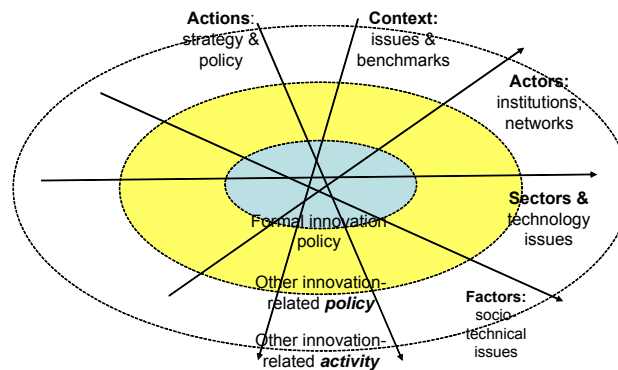 Actions:
strategy &
policy
Context:
issues &
benchmarks
Actors:
institutions,
networks
Sectors &
technology
issues
Formal innovation
policy
Other innovation-
related policy
Factors:
socio-
technical
issues
Other innovation-
related activity